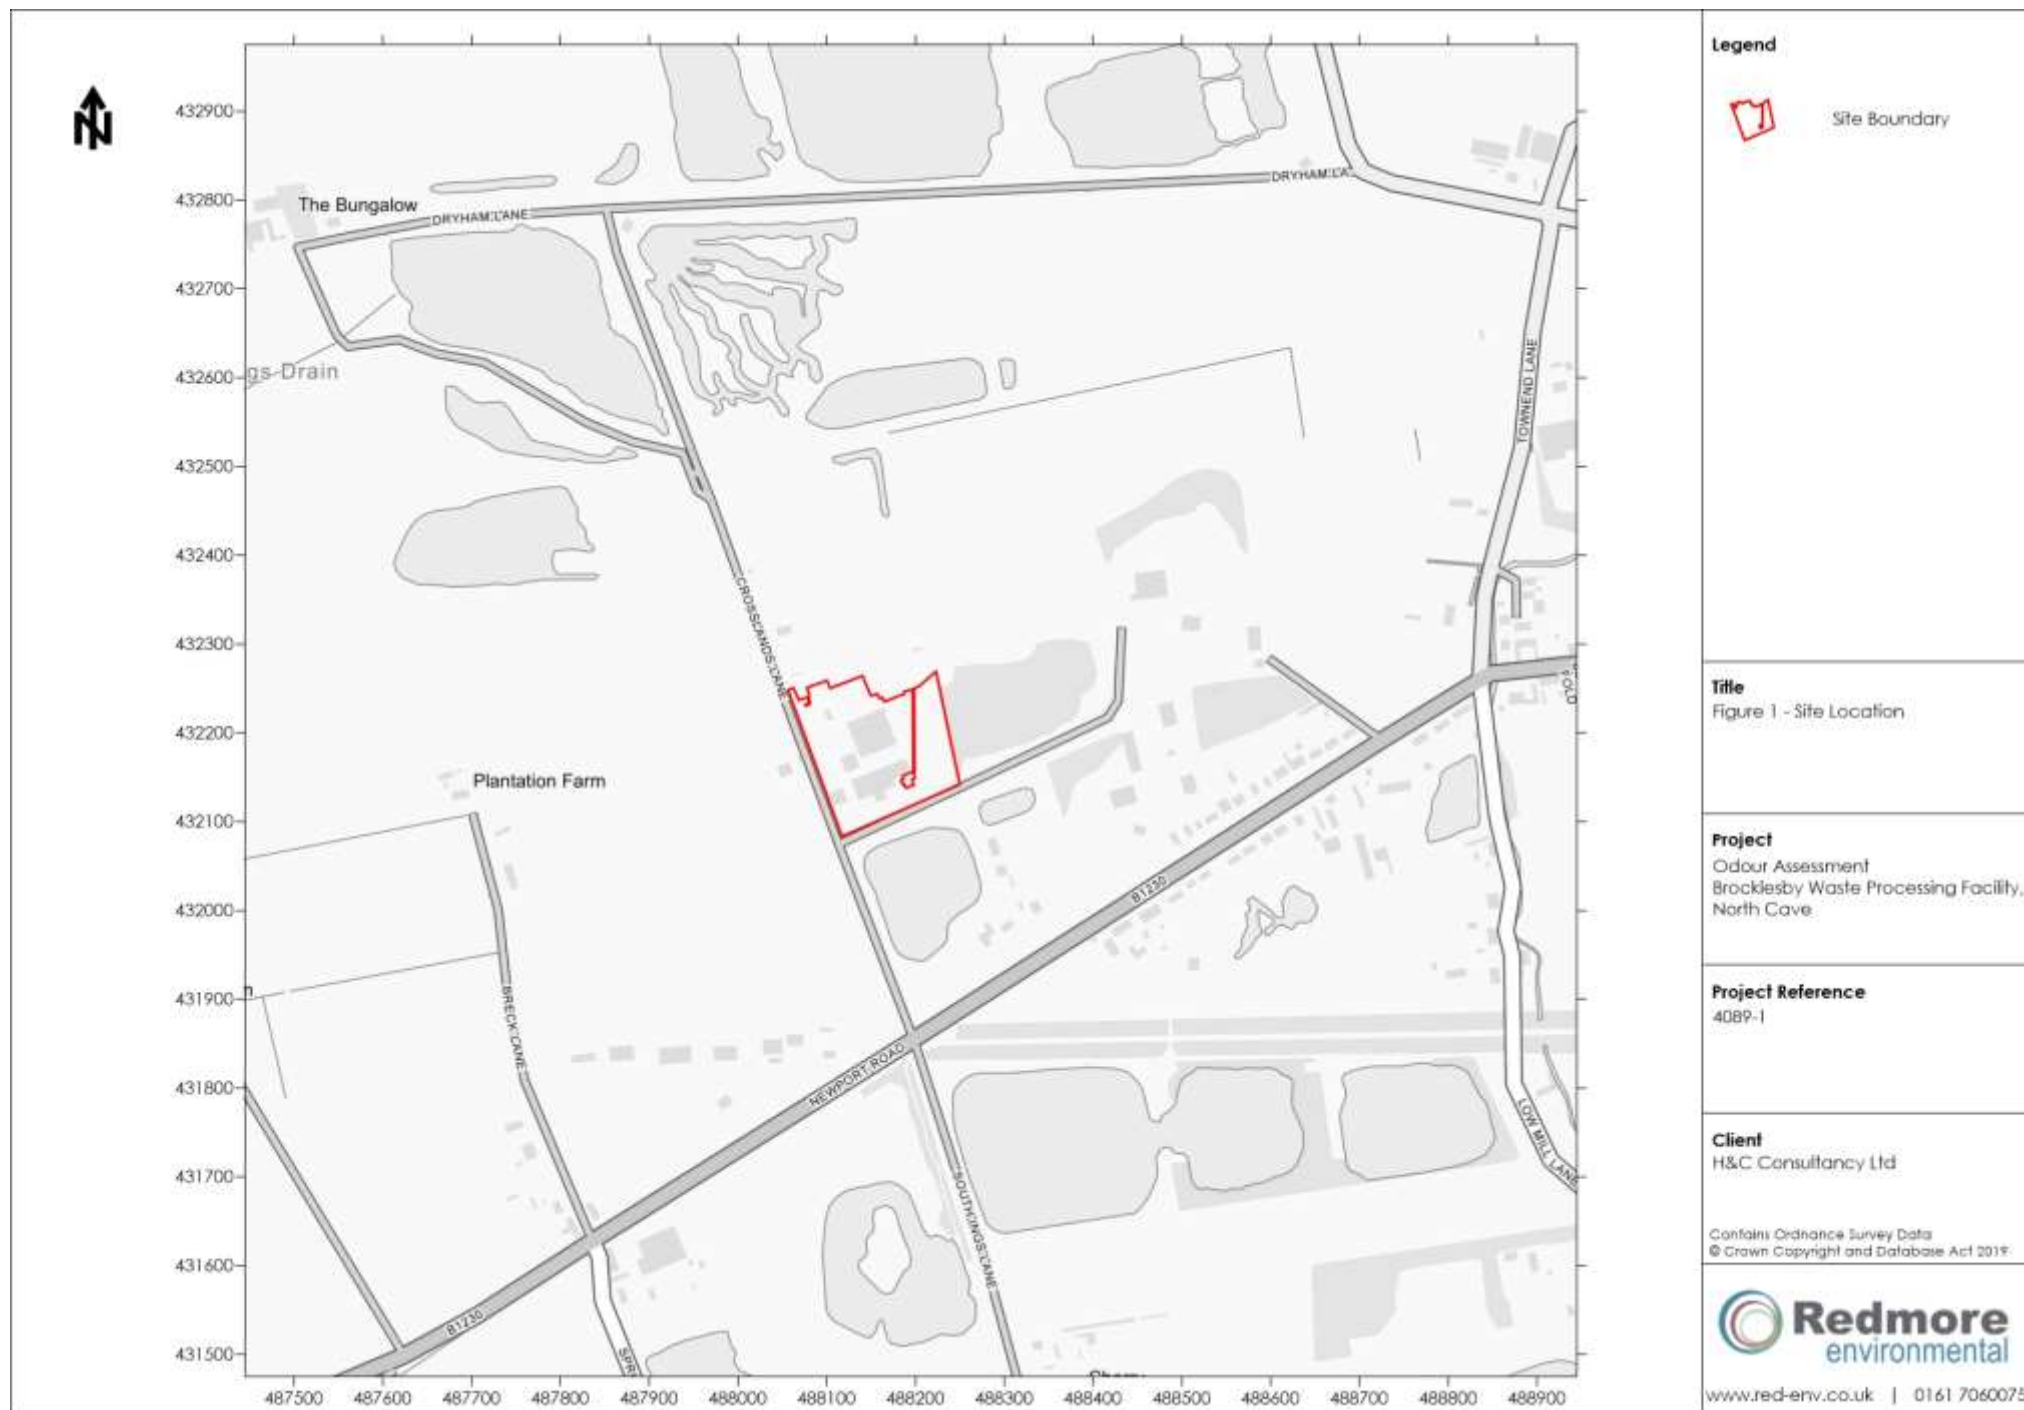 N
432900
432800
432700
432600
432500
432400
432300
432200
432100
432000
431900
431800
431700
431600
431500
487500 487600 487700 487800 487900 488000 488100 488200 488300 488400 488500 488600 488700 488800 488900
The Bungalow
DRYHAM LANE
DRYHAM LA
gs Drain
TOWNEND LANE
CROSSLANDS LANE
Plantation Farm
B1230
BRECK LANE
NEWPORT ROAD
LOW MILL LANE
SOUTH INGS LANE
B1230
SPR
Legend
Site Boundary
Title
Figure 1 - Site Location
Project
Odour Assessment
Brocklesby Waste Processing Facility,
North Cave
Project Reference
4089-1
Client
H&C Consultancy Ltd
Contains Ordnance Survey Data
© Crown Copyright and Database Act 2019
Redmore
environmental
www.red-env.co.uk | 0161 7060075